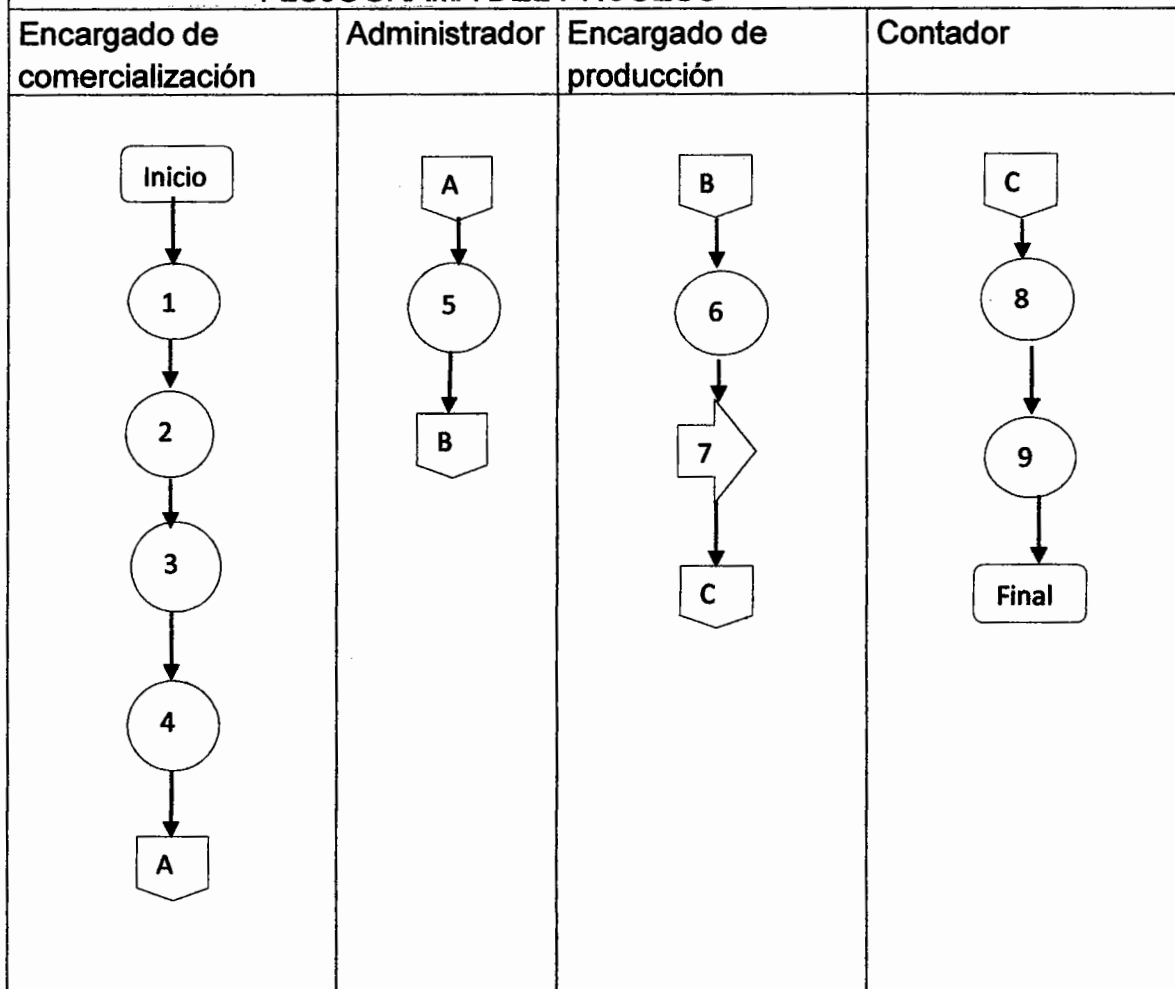 Encargado de
comercialización
Administrador
Encargado de
producción
Contador
Inicio
1
2
3
4
A
A
5
B
B
6
7
C
C
8
9
Final